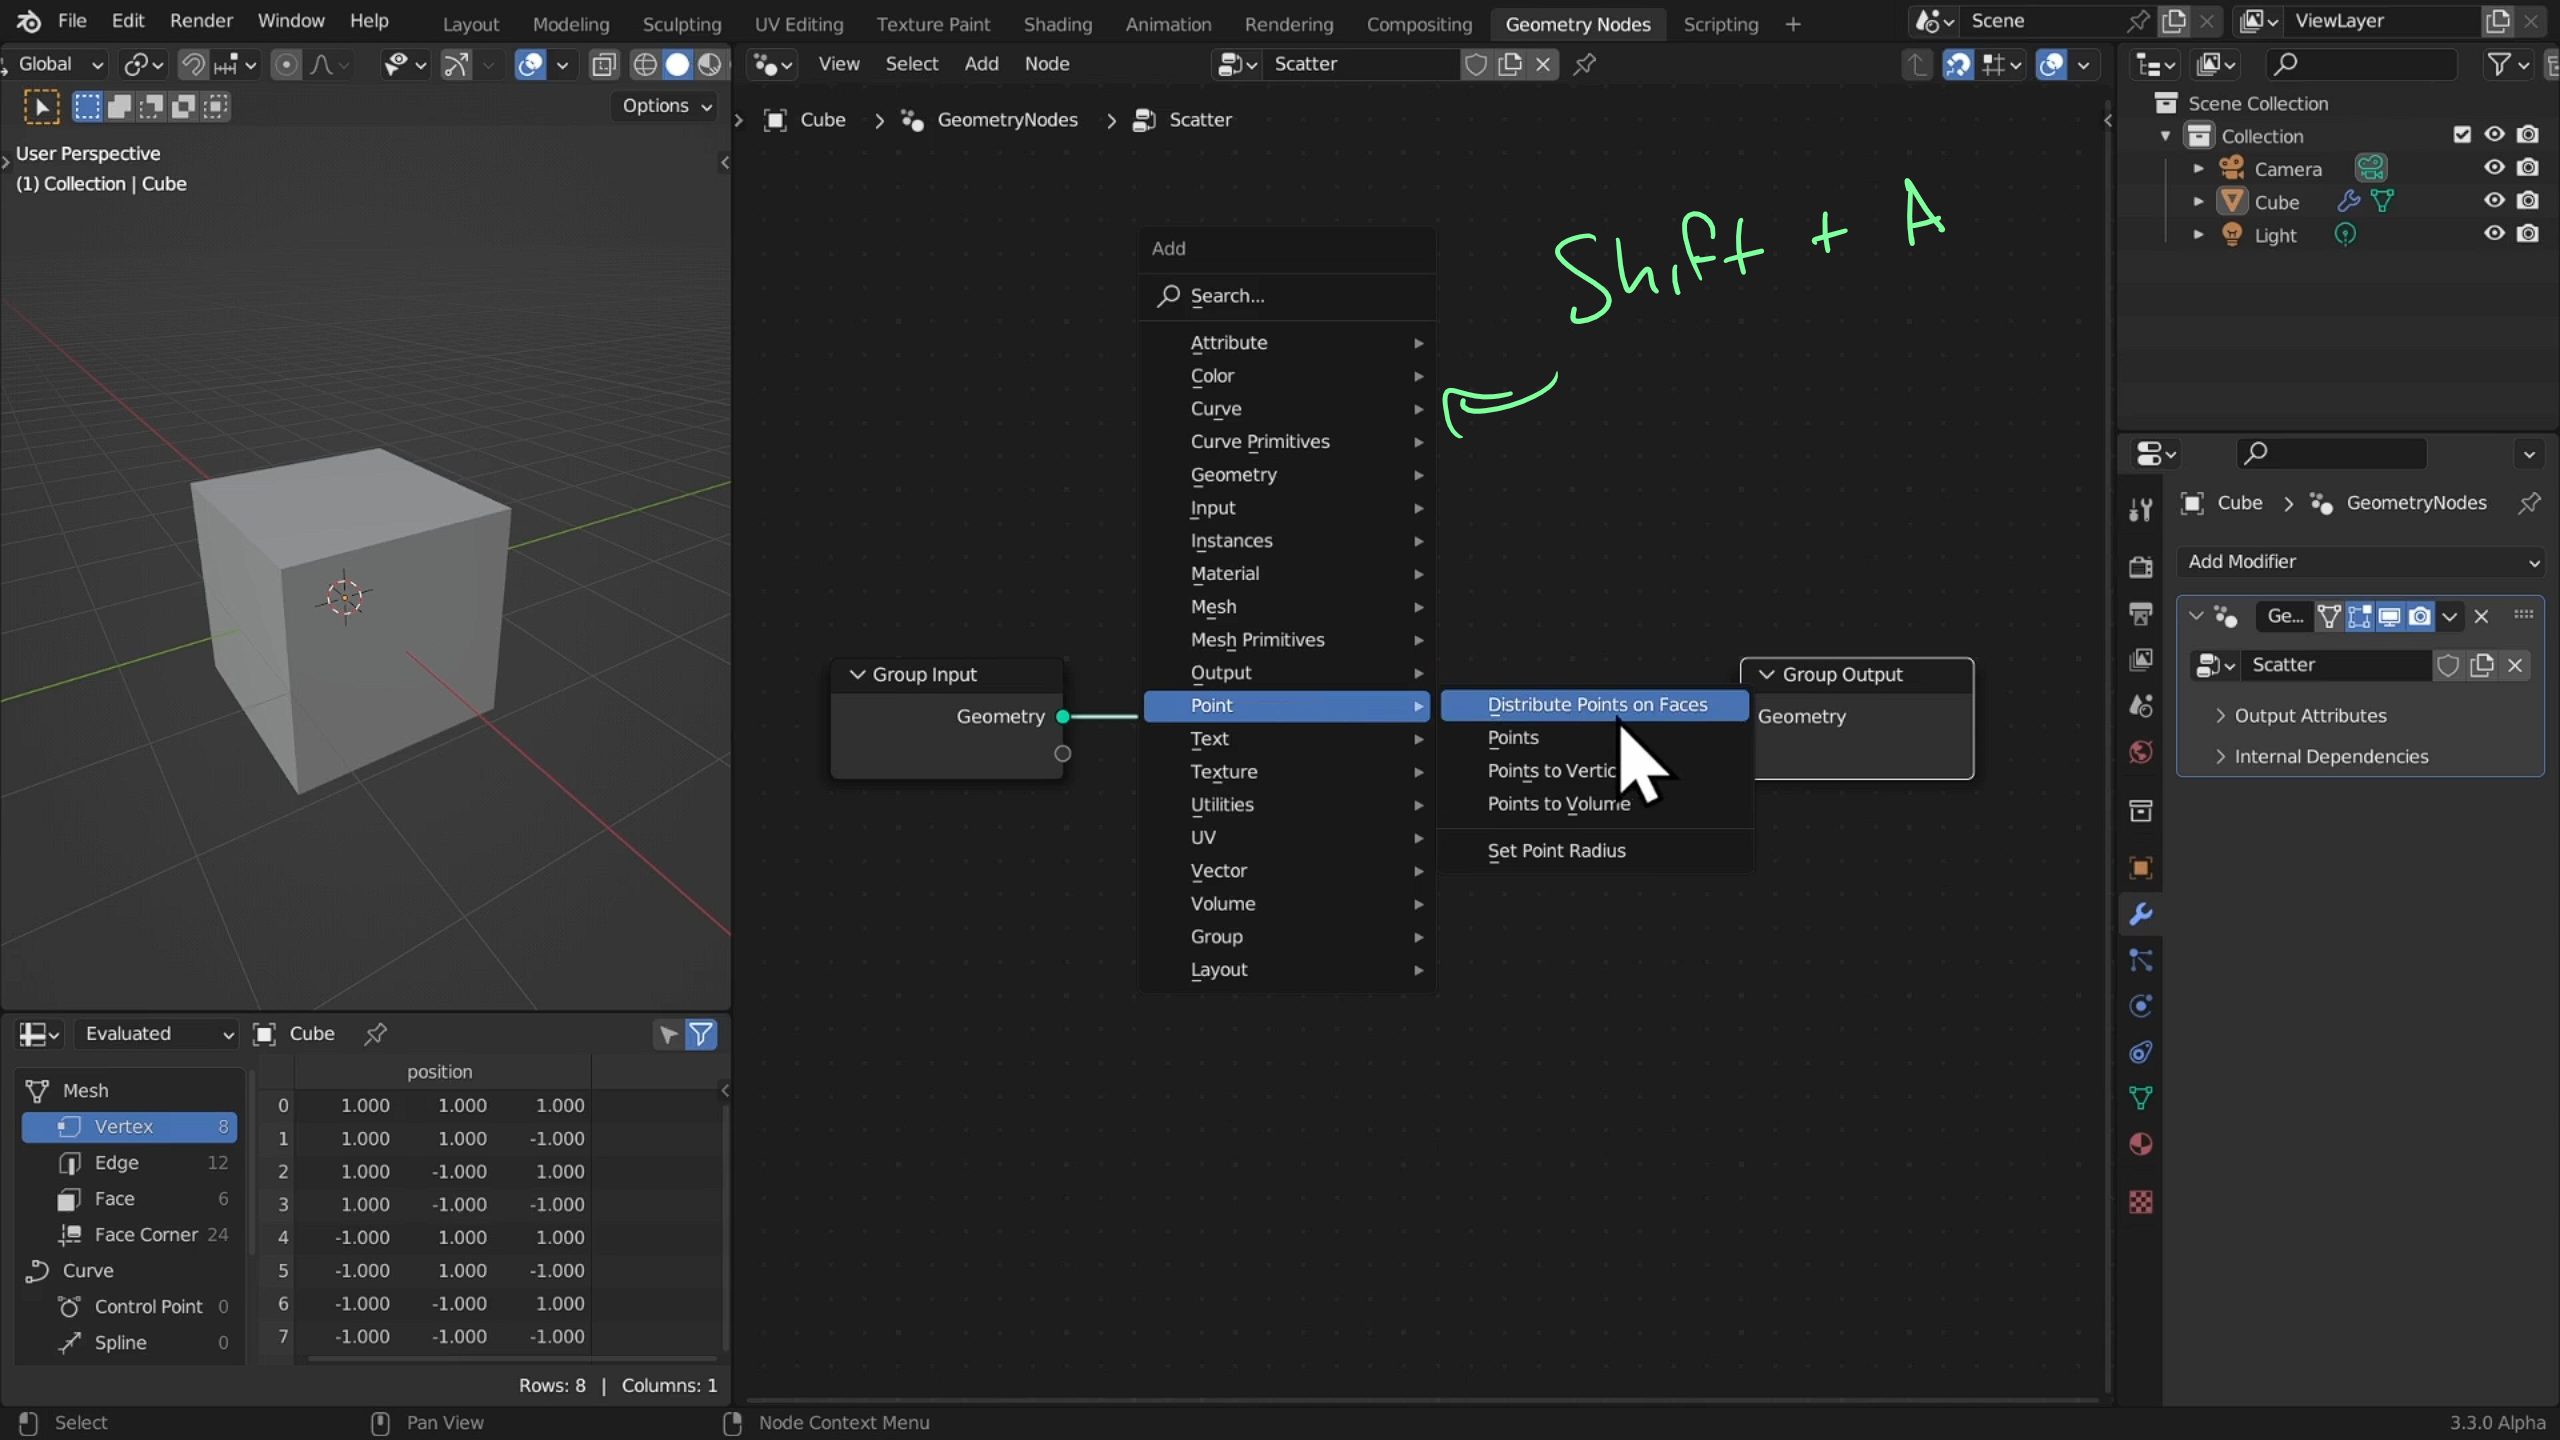 File Edit Render Window Help Layout Modeling Sculpting UV Editing Texture Paint Shading Animation Rendering Compositing Geometry Nodes Scripting + Scene ViewLayer
Global
View Select Add Node Scatter
Options
User Perspective
(1) Collection | Cube
Cube > GeometryNodes > Scatter
Shift + A
Add
Search...
Attribute
Color
Curve
Curve Primitives
Geometry
Input
Instances
Material
Mesh
Mesh Primitives
Output
Point
Text
Texture
Utilities
UV
Vector
Volume
Group
Layout
Distribute Points on Faces
Points
Points to
Points to Volume
Set Point Radius
Group Input
Geometry
Group Output
Geometry
Scene Collection
Collection
Camera
Cube
Light
Cube > GeometryNodes
Add Modifier
Ge...
Scatter
Output Attributes
Internal Dependencies
Evaluated Cube
Mesh
Vertex 8
Edge 12
Face 6
Face Corner 24
Curve
Control Point 0
Spline 0
position
0 1.000 1.000 1.000
1 1.000 1.000 -1.000
2 1.000 -1.000 1.000
3 1.000 -1.000 -1.000
4 -1.000 1.000 1.000
5 -1.000 1.000 -1.000
6 -1.000 -1.000 1.000
7 -1.000 -1.000 -1.000
Rows: 8 | Columns: 1
Select Pan View Node Context Menu 3.3.0 Alpha